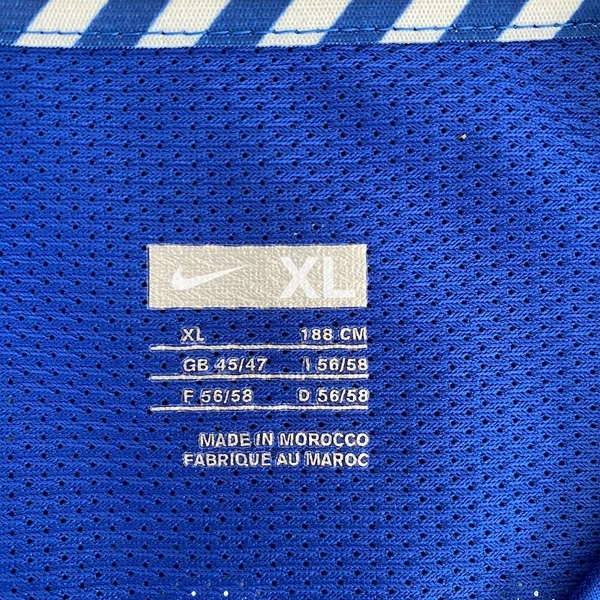 XL
XL 188 CM
GB 45/47 I 56/58
F 56/58 D 56/58
MADE IN MOROCCO
FABRIQUE AU MAROC